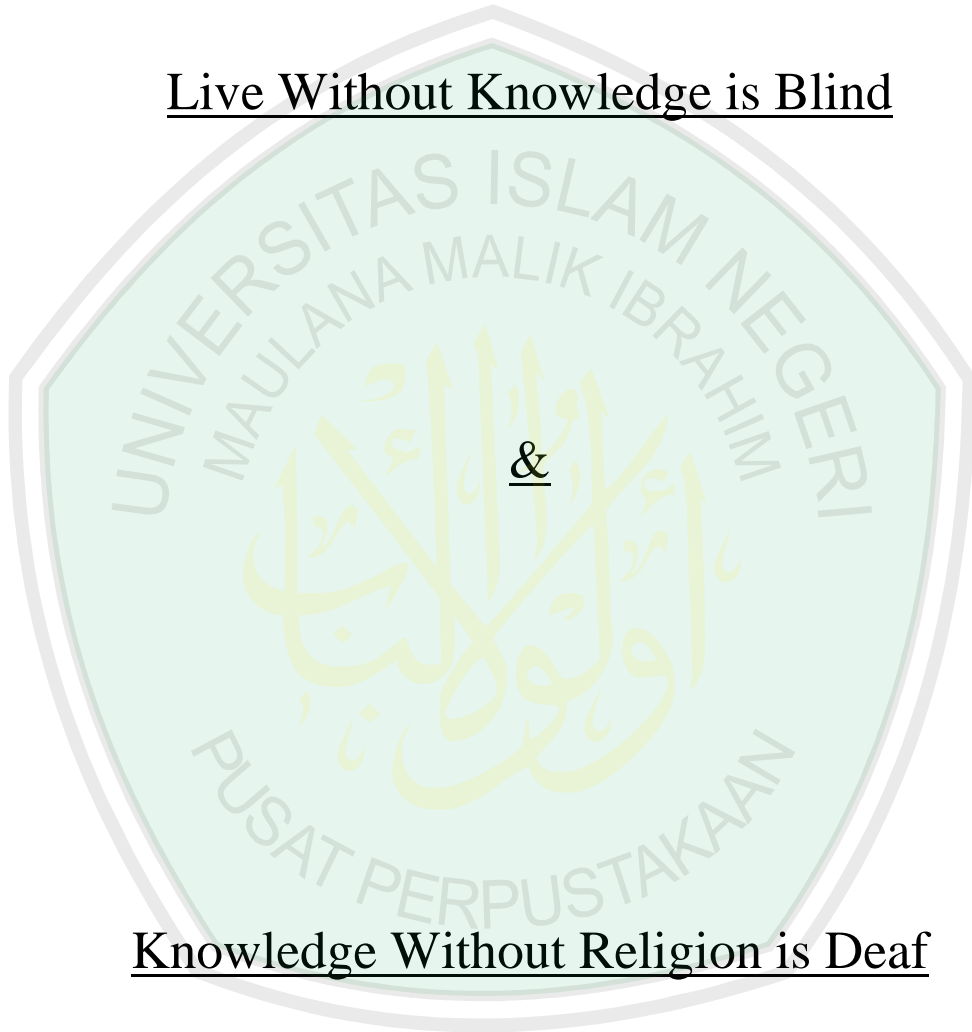 Live Without Knowledge is Blind
UNIVERSITAS ISLAM NEGERI
MAULANA MALIK IBRAHIM
&
أولوا الألباب
PUSAT PERPUSTAKAAN
Knowledge Without Religion is Deaf